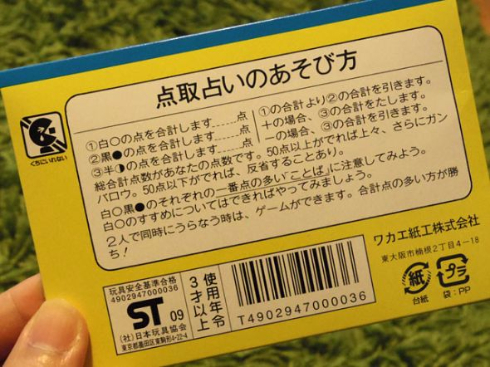 点取占いのあそび方
①白○の点を合計します……点
②黒●の点を合計します……点
③半◑の点を合計します……点
①の合計より②の合計を引きます。
+の場合、③の合計をたします。
－の場合、③の合計を引きます。
総合計点数があなたの点数です。50点以上がでれば上々、さらにガン
バロウ。50点以下がでれば、反省することあり。
白○黒●のそれぞれの一番点の多い"ことば"に注意してみよう。
白○のすすめについてはできればやってみましょう。
2人で同時にうらなう時は、ゲームができます。合計点の多い方が勝
ち!
くちにいれない
ワカエ紙工株式会社
東大阪市楠根2丁目4-18
紙
台紙
プラ
袋:PP
玩具安全基準合格
4902947000036
ST 09
(社)日本玩具協会
東京都墨田区東駒形4-22-4
使用年令
3才以上
T4902947000036